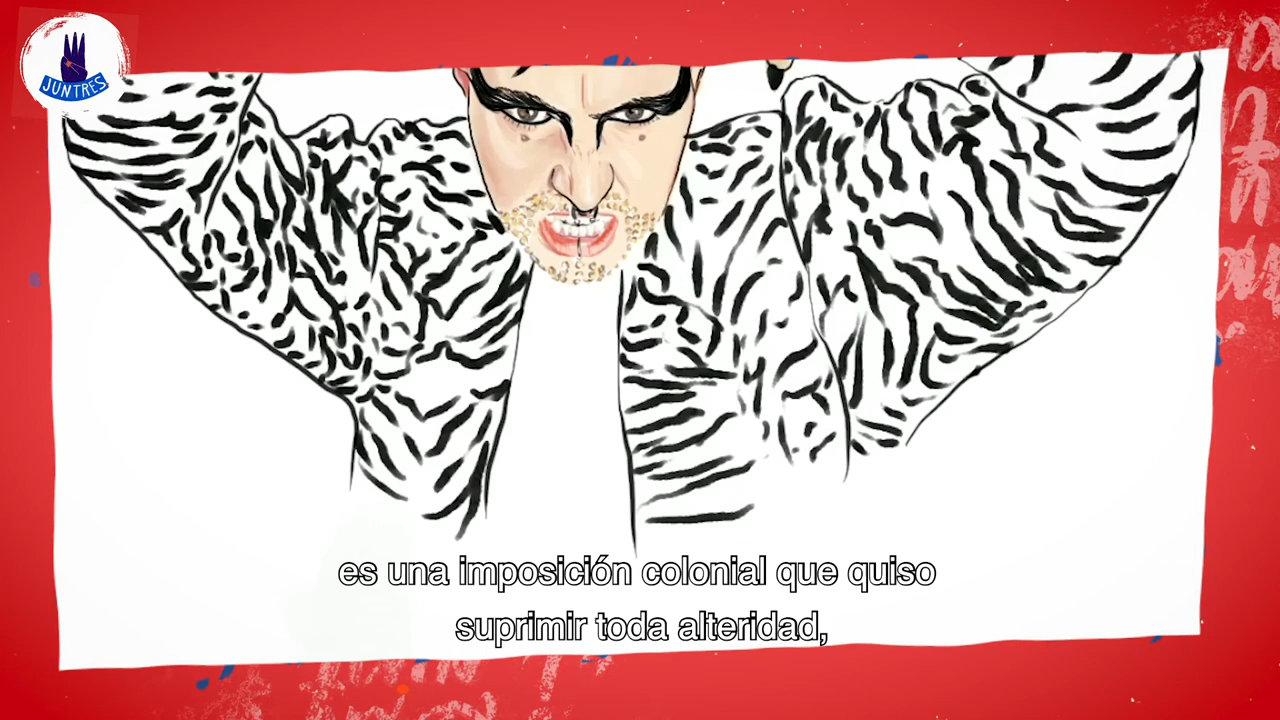 JUNTRES
es una imposición colonial que quiso
suprimir toda alteridad,